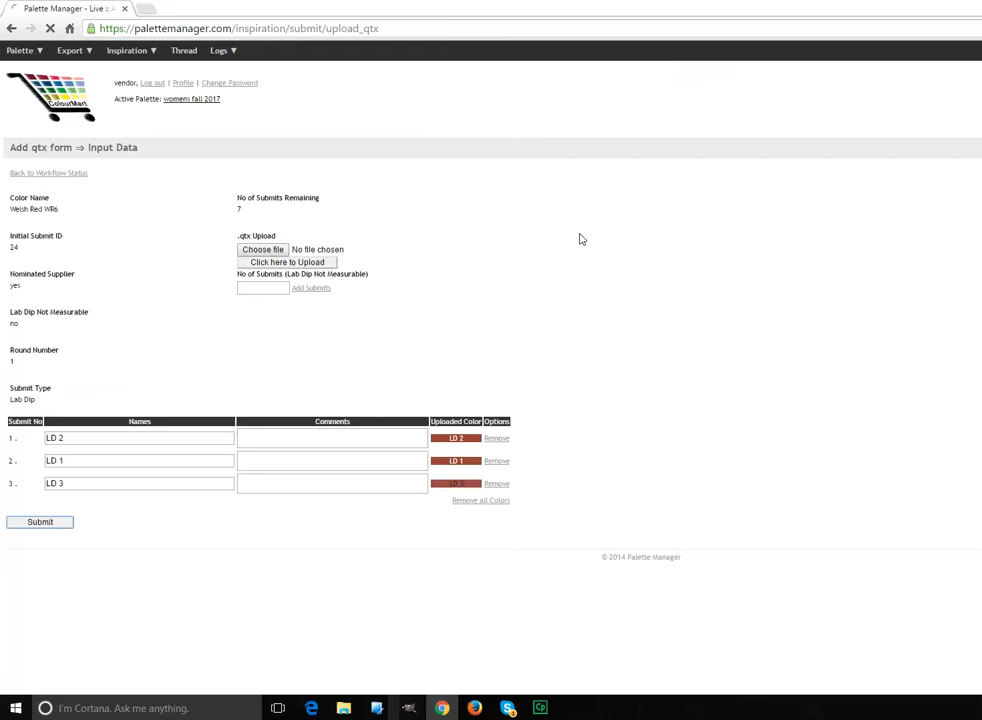 Palette Manager - Live :: A
https://palettemanager.com/inspiration/submit/upload_qtx
Palette ▼ Export ▼ Inspiration ▼ Thread Logs ▼
ColourMart
vendor, Log out | Profile | Change Password
Active Palette: womens fall 2017
Add qtx form ⇒ Input Data
Back to Workflow Status
Color Name
Welsh Red WR6
No of Submits Remaining
7
Initial Submit ID
24
.qtx Upload
Choose file No file chosen
Click here to Upload
Nominated Supplier
yes
No of Submits (Lab Dip Not Measurable)
Add Submits
Lab Dip Not Measurable
no
Round Number
1
Submit Type
Lab Dip
Submit No Names Comments Uploaded Color Options
1 . LD 2 LD 2 Remove
2 . LD 1 LD 1 Remove
3 . LD 3 LD 3 Remove
Remove all Colors
Submit
© 2014 Palette Manager
I'm Cortana. Ask me anything.
Cp